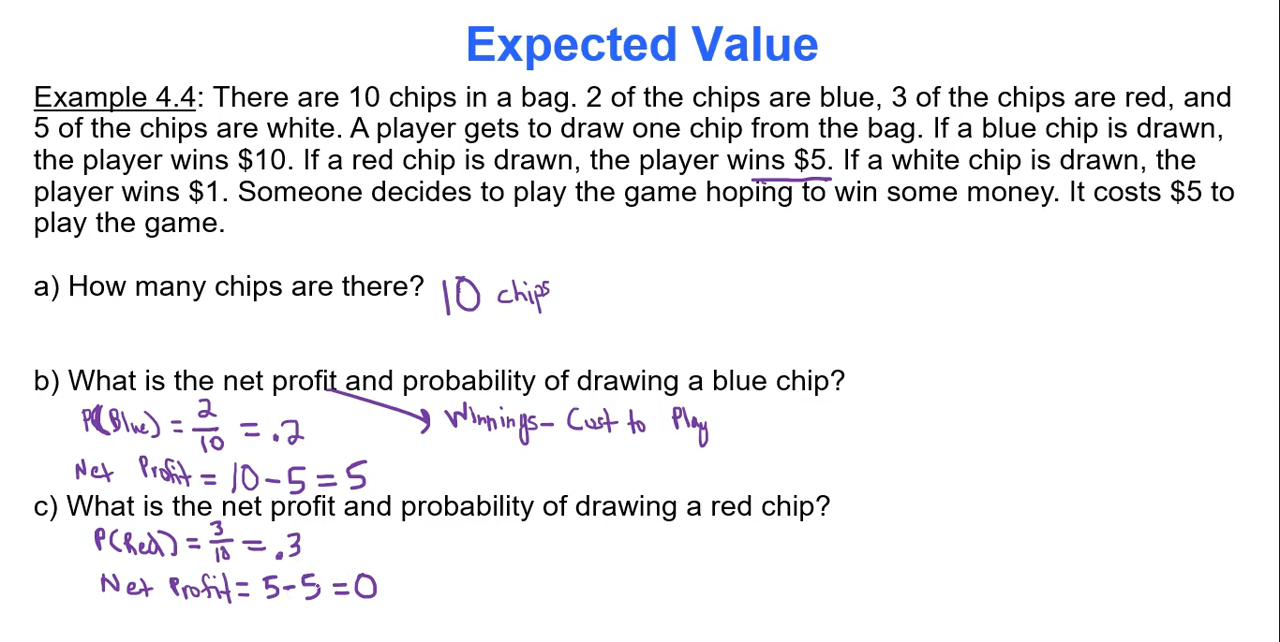 Expected Value
Example 4.4: There are 10 chips in a bag. 2 of the chips are blue, 3 of the chips are red, and
5 of the chips are white. A player gets to draw one chip from the bag. If a blue chip is drawn,
the player wins $10. If a red chip is drawn, the player wins $5. If a white chip is drawn, the
player wins $1. Someone decides to play the game hoping to win some money. It costs $5 to
play the game.
a) How many chips are there? 10 chips
b) What is the net profit and probability of drawing a blue chip?
P(Blue) = 2/10 = .2 Winnings - Cost to Play
Net Profit = 10 - 5 = 5
c) What is the net profit and probability of drawing a red chip?
P(Red) = 3/10 = .3
Net Profit = 5 - 5 = 0